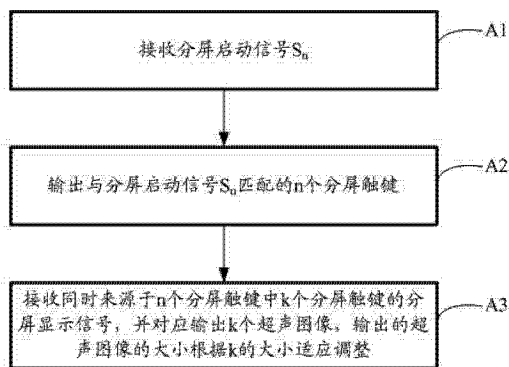 接收分屏启动信号Sn
A1
输出与分屏启动信号Sn匹配的n个分屏触键
A2
接收同时来源于n个分屏触键中k个分屏触键的分
屏显示信号，并对应输出k个超声图像，输出的超
声图像的大小根据k的大小适应调整
A3